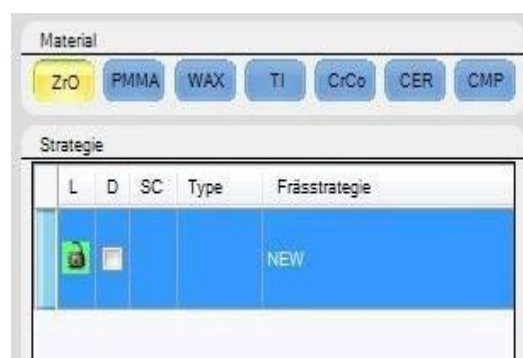 Material
ZrO PMMA WAX TI CrCo CER CMP
Strategie
L D SC Type Frässtrategie
NEW